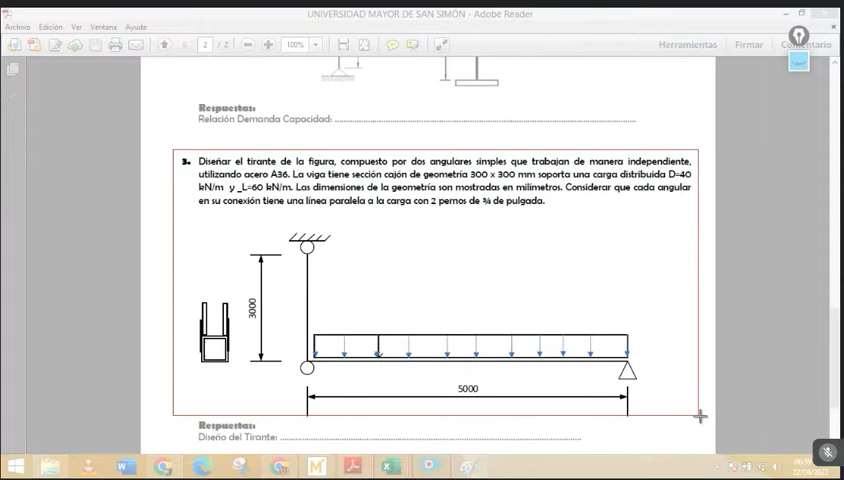 UNIVERSIDAD MAYOR DE SAN SIMÓN - Adobe Reader
Archivo Edición Ver Ventana Ayuda
2 / 2 100% Herramientas Firmar Comentario
Respuestas:
Relación Demanda Capacidad: ................................
3. Diseñar el tirante de la figura, compuesto por dos angulares simples que trabajan de manera independiente,
utilizando acero A36. La viga tiene sección cajón de geometría 300 x 300 mm soporta una carga distribuida D=40
kN/m y _L=60 kN/m. Las dimensiones de la geometría son mostradas en milímetros. Considerar que cada angular
en su conexión tiene una línea paralela a la carga con 2 pernos de ¾ de pulgada.
3000
5000
Respuestas:
Diseño del Tirante: ................................
22/04/2022